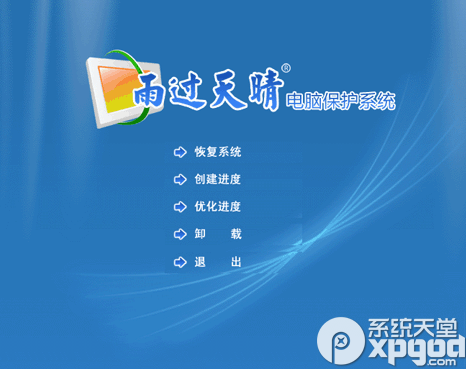 雨过天晴®
电脑保护系统
恢复系统
创建进度
优化进度
卸 载
退 出
系统天堂
xpgod.com